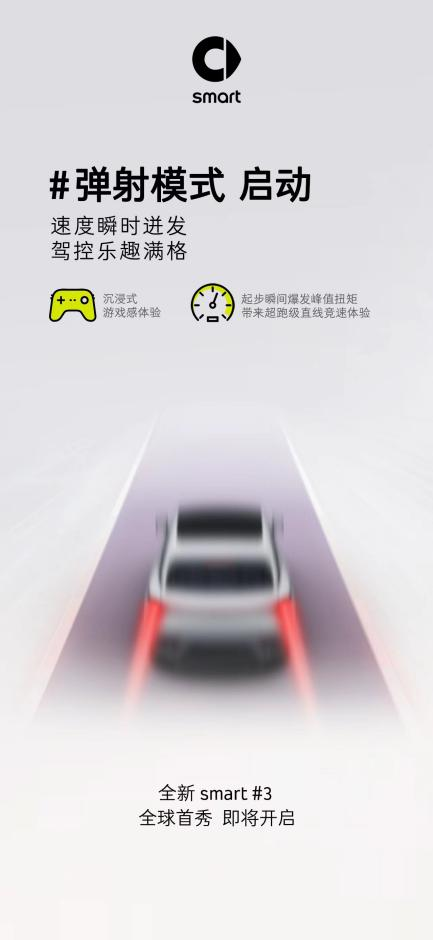 smart
#弹射模式 启动
速度瞬时迸发
驾控乐趣满格
沉浸式
游戏感体验
起步瞬间爆发峰值扭矩
带来超跑级直线竞速体验
全新 smart #3
全球首秀 即将开启